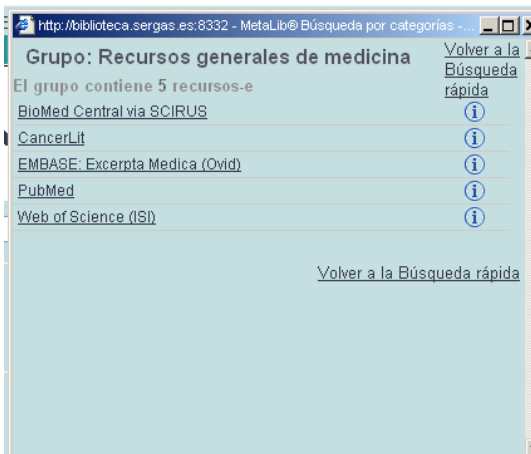 http://biblioteca.sergas.es:8332 - MetaLib® Búsqueda por categorías -...
Grupo: Recursos generales de medicina
Volver a la
Búsqueda
rápida
El grupo contiene 5 recursos-e
BioMed Central via SCIRUS
CancerLit
EMBASE: Excerpta Medica (Ovid)
PubMed
Web of Science (ISI)
Volver a la Búsqueda rápida